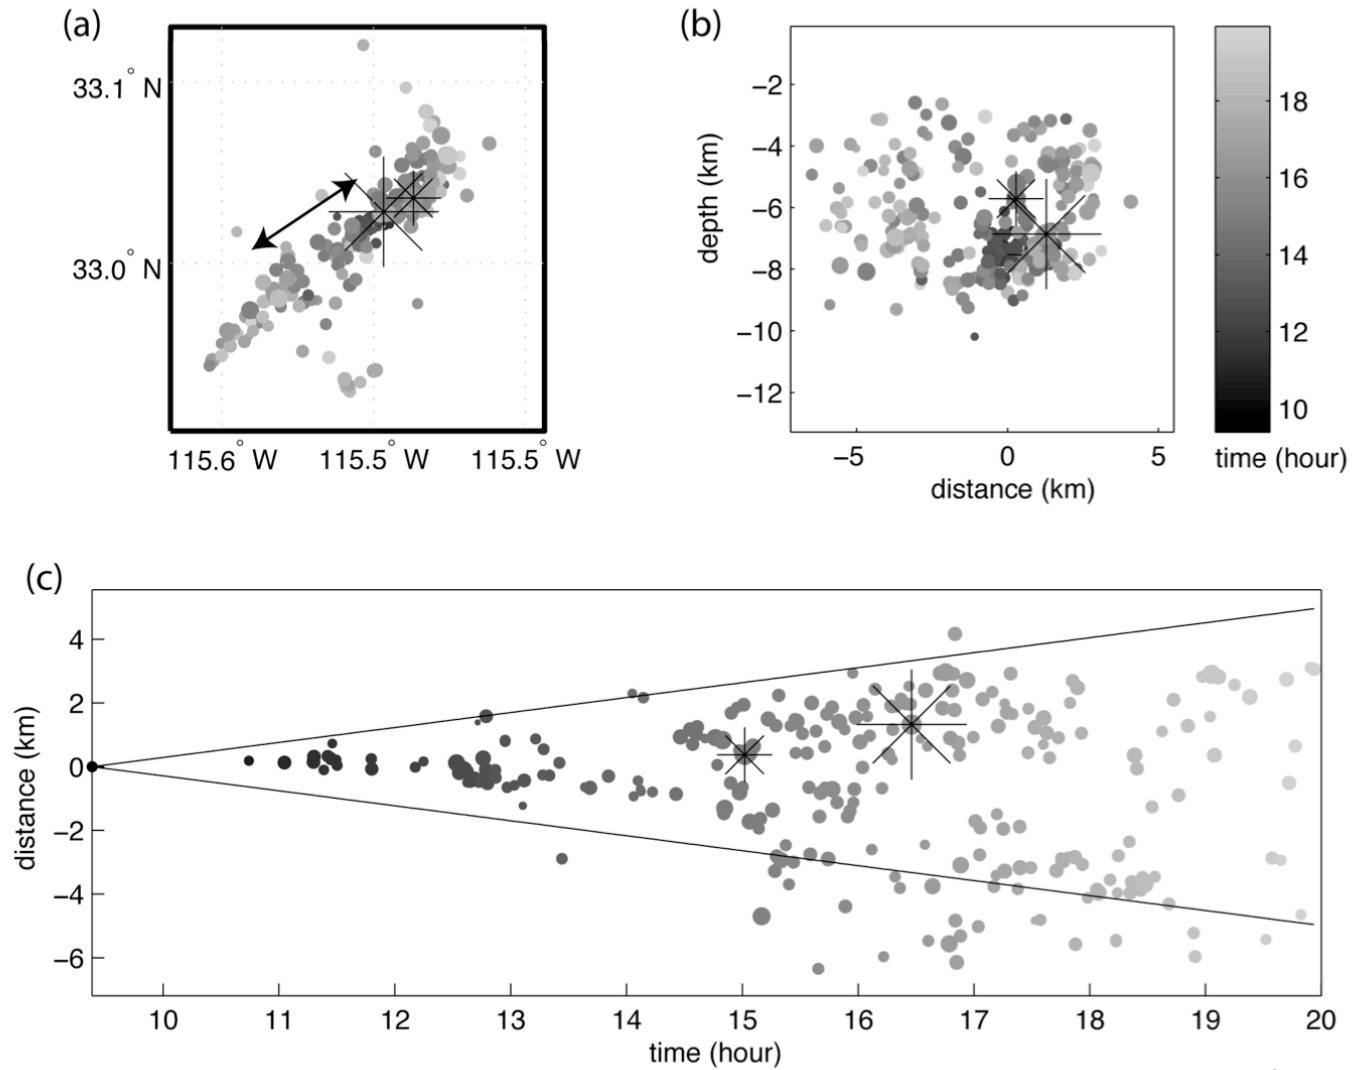 (a)
33.1° N
33.0° N
115.6° W
115.5° W
115.5° W
(b)
depth (km)
−2
−4
−6
−8
−10
−12
−5
0
5
distance (km)
18
16
14
12
10
time (hour)
(c)
distance (km)
4
2
0
−2
−4
−6
10
11
12
13
14
15
16
17
18
19
20
time (hour)